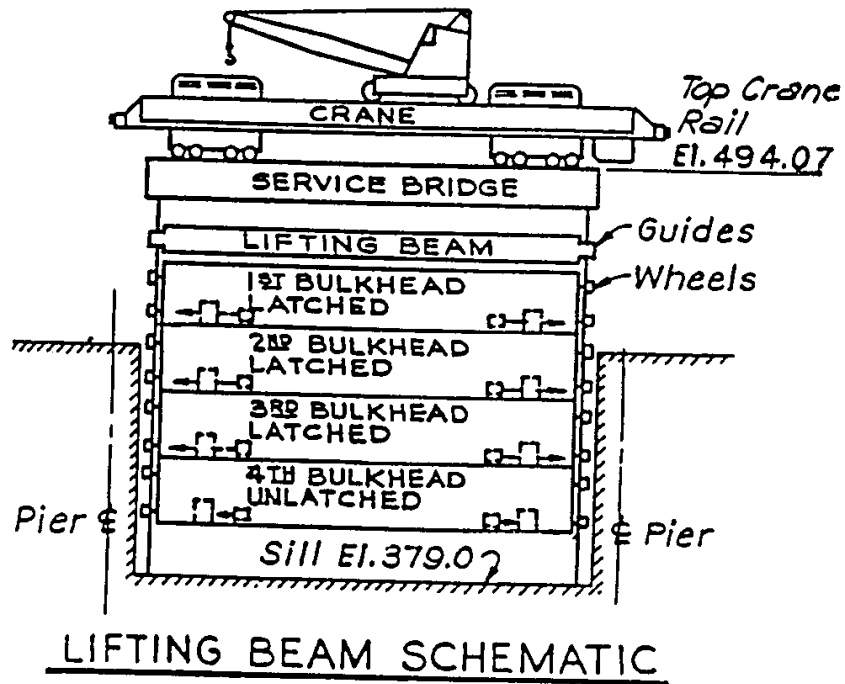 Top Crane
Rail
El. 494.07
CRANE
SERVICE BRIDGE
LIFTING BEAM
Guides
Wheels
1ST BULKHEAD
LATCHED
2ND BULKHEAD
LATCHED
3RD BULKHEAD
LATCHED
4TH BULKHEAD
UNLATCHED
Pier ℄
℄ Pier
Sill El. 379.0
LIFTING BEAM SCHEMATIC